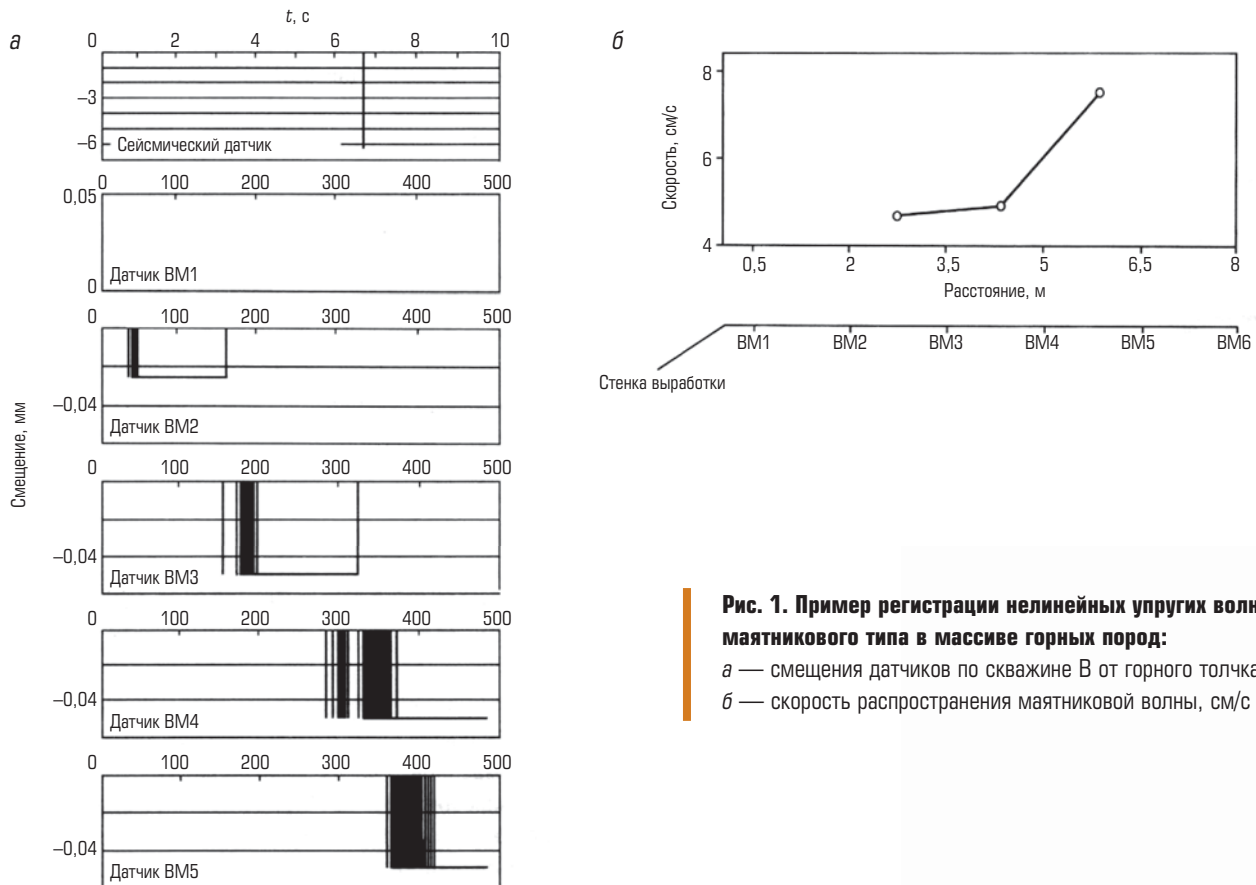 а
t, с
0 2 4 6 8 10
–3
–6
Сейсмический датчик
0 100 200 300 400 500
0,05
0
Датчик ВМ1
0 100 200 300 400 500
–0,04
Датчик ВМ2
0 100 200 300 400 500
–0,04
Датчик ВМ3
0 100 200 300 400 500
–0,04
Датчик ВМ4
0 100 200 300 400 500
–0,04
Датчик ВМ5
Смещение, мм
б
8
6
4
Скорость, см/с
0,5 2 3,5 5 6,5 8
Расстояние, м
ВМ1 ВМ2 ВМ3 ВМ4 ВМ5 ВМ6
Стенка выработки
Рис. 1. Пример регистрации нелинейных упругих волн
маятникового типа в массиве горных пород:
а — смещения датчиков по скважине В от горного толчка
б — скорость распространения маятниковой волны, см/с